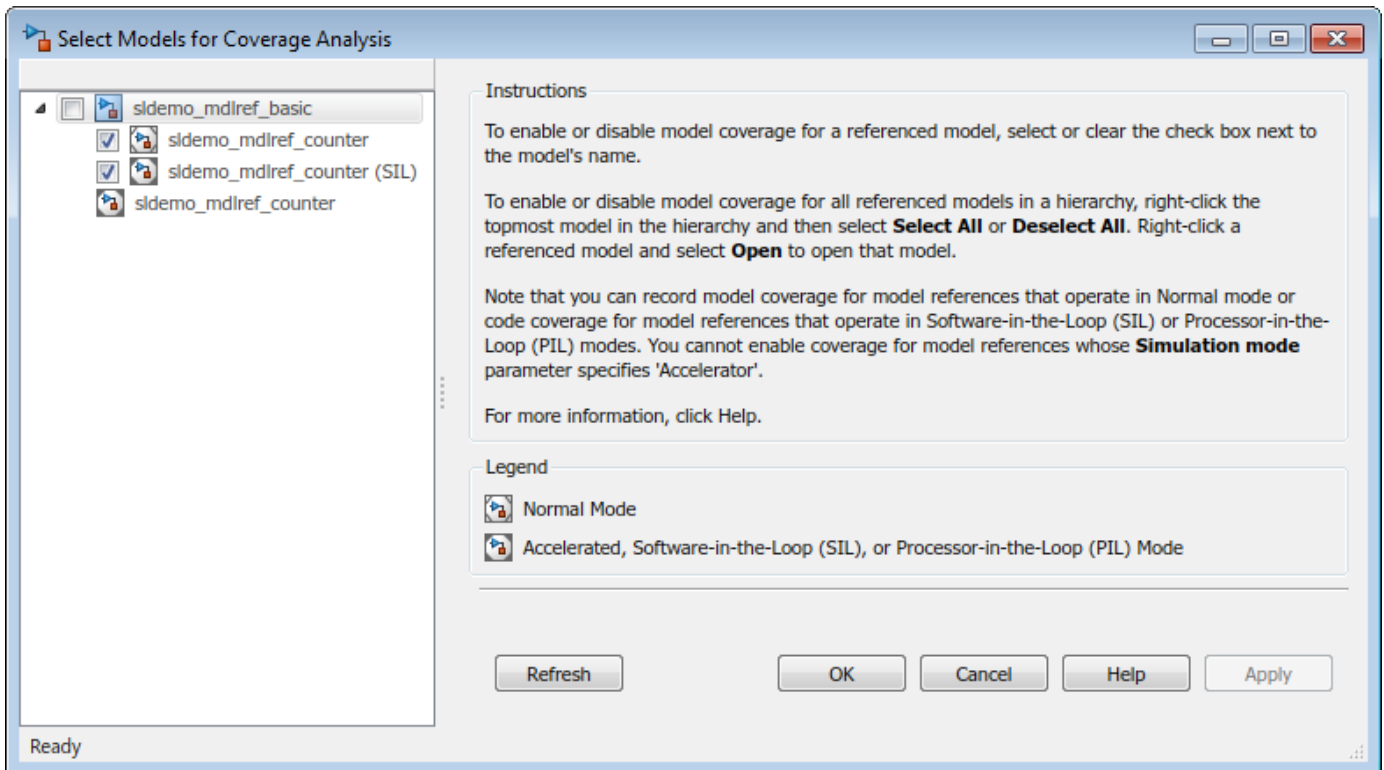 Select Models for Coverage Analysis
sldemo_mdlref_basic
sldemo_mdlref_counter
sldemo_mdlref_counter (SIL)
sldemo_mdlref_counter
Instructions
To enable or disable model coverage for a referenced model, select or clear the check box next to
the model's name.
To enable or disable model coverage for all referenced models in a hierarchy, right-click the
topmost model in the hierarchy and then select Select All or Deselect All. Right-click a
referenced model and select Open to open that model.
Note that you can record model coverage for model references that operate in Normal mode or
code coverage for model references that operate in Software-in-the-Loop (SIL) or Processor-in-the-
Loop (PIL) modes. You cannot enable coverage for model references whose Simulation mode
parameter specifies 'Accelerator'.
For more information, click Help.
Legend
Normal Mode
Accelerated, Software-in-the-Loop (SIL), or Processor-in-the-Loop (PIL) Mode
Refresh OK Cancel Help Apply
Ready